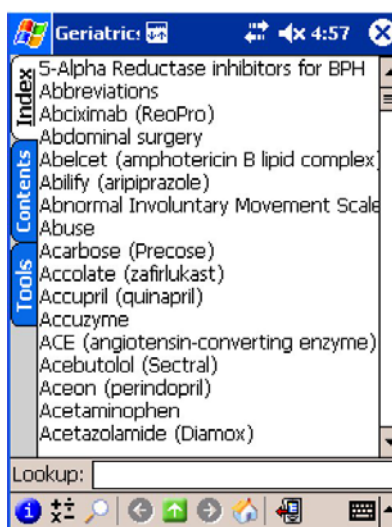 Geriatrics 4:57
Index
Contents
Tools
5-Alpha Reductase inhibitors for BPH
Abbreviations
Abciximab (ReoPro)
Abdominal surgery
Abelcet (amphotericin B lipid complex)
Abilify (aripiprazole)
Abnormal Involuntary Movement Scale
Abuse
Acarbose (Precose)
Accolate (zafirlukast)
Accupril (quinapril)
Accuzyme
ACE (angiotensin-converting enzyme)
Acebutolol (Sectral)
Aceon (perindopril)
Acetaminophen
Acetazolamide (Diamox)
Lookup: